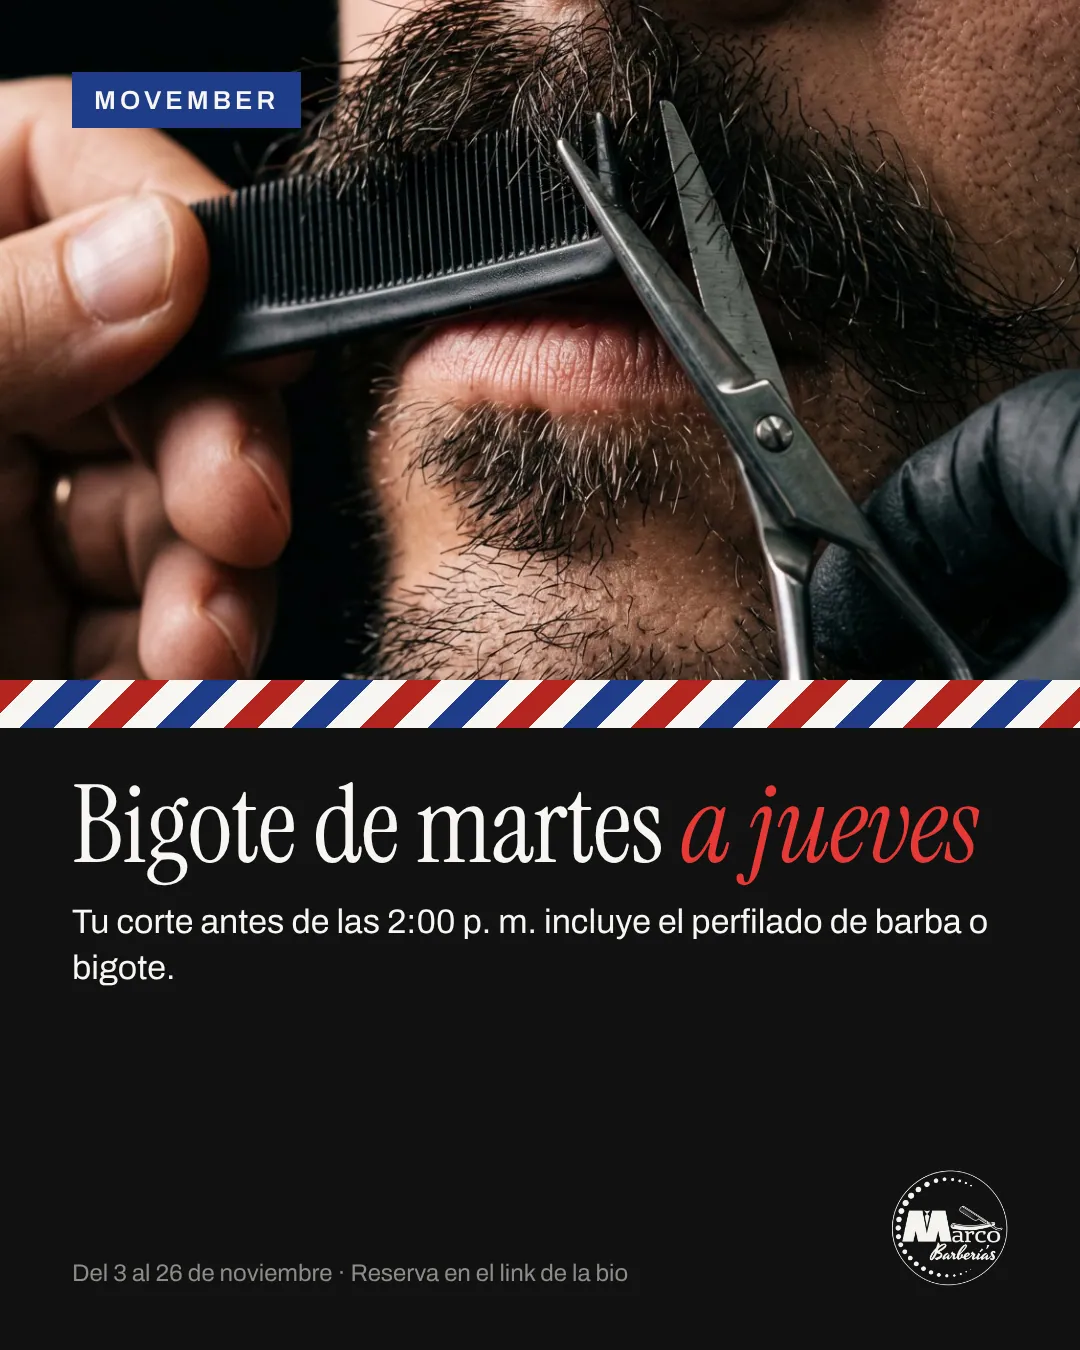 MOVEMBER
Bigote de martes a jueves
Tu corte antes de las 2:00 p. m. incluye el perfilado de barba o
bigote.
Del 3 al 26 de noviembre · Reserva en el link de la bio
Marco
Barberías